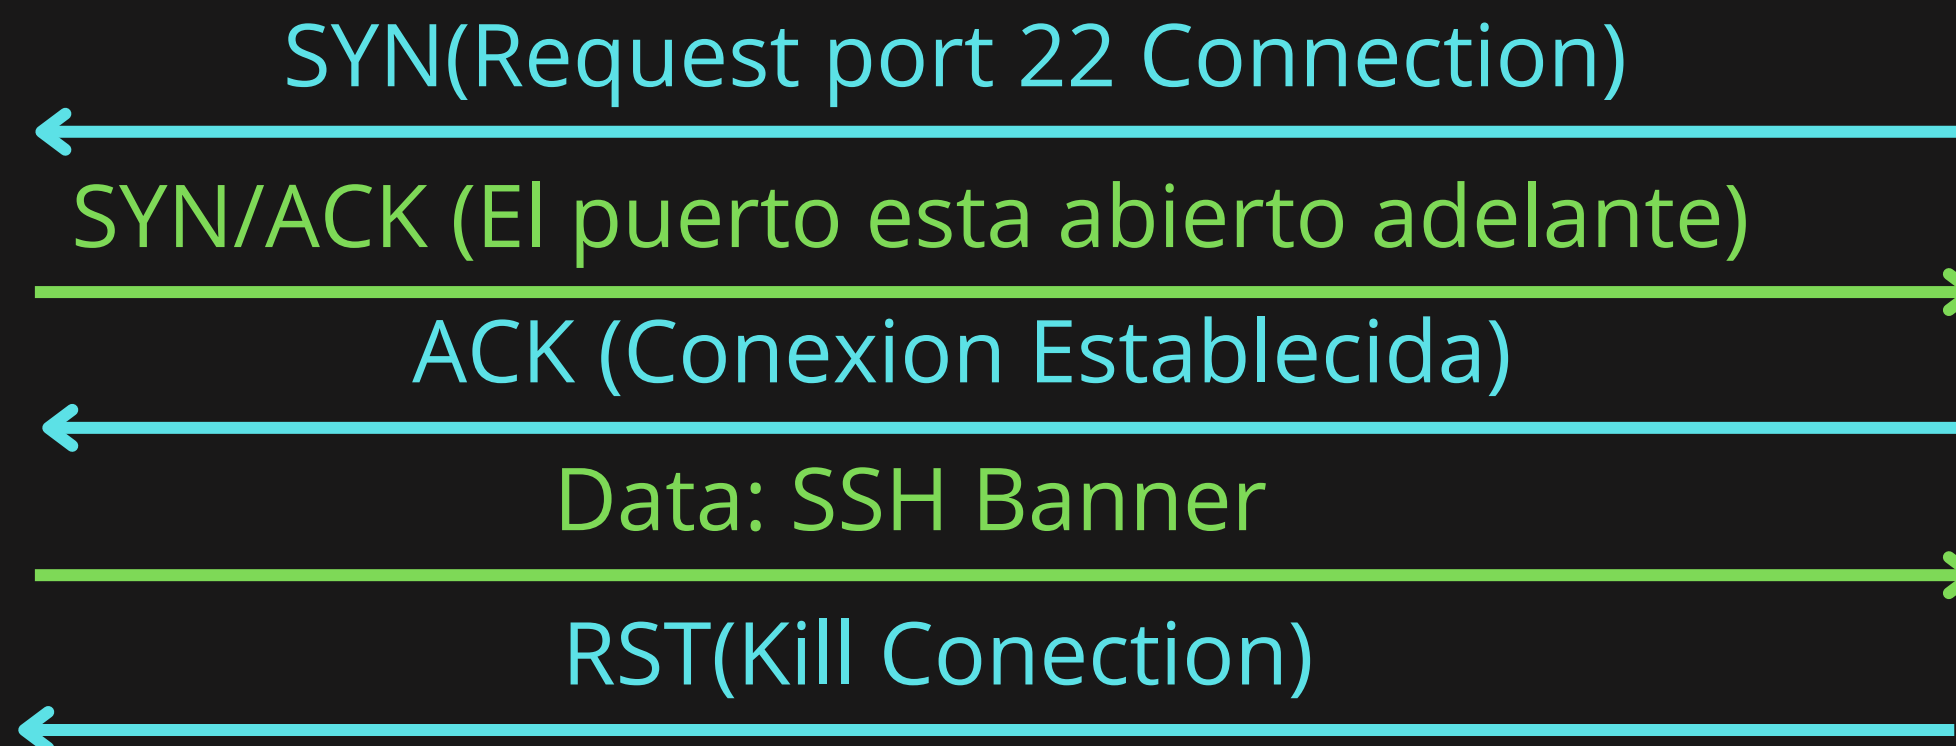 SYN(Request port 22 Connection)
SYN/ACK (El puerto esta abierto adelante)
ACK (Conexion Establecida)
Data: SSH Banner
RST(Kill Conection)